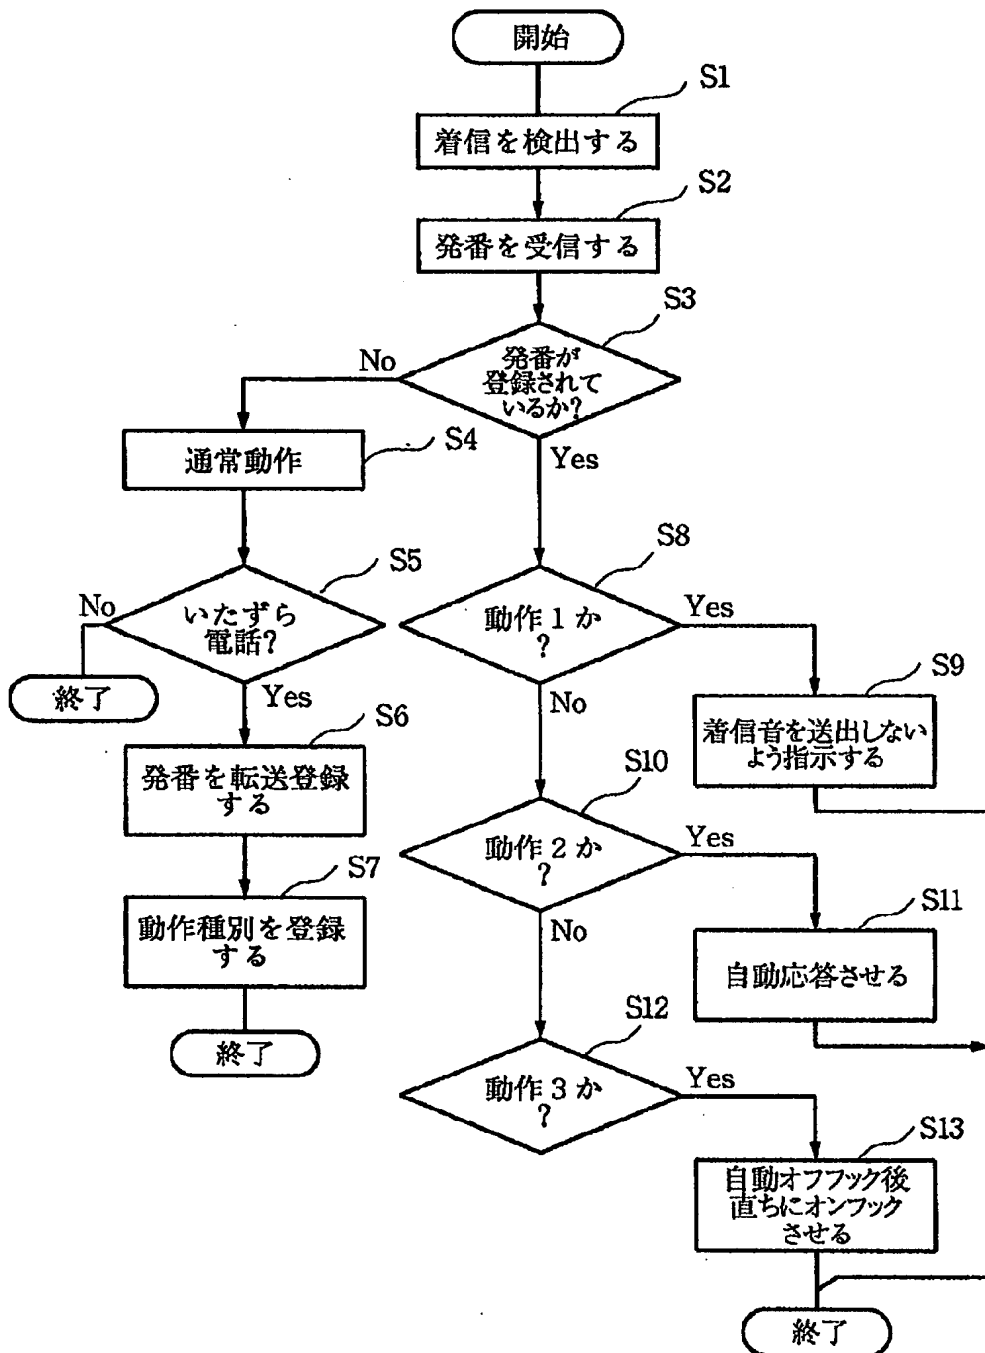 開始
S1
着信を検出する
S2
発番を受信する
S3
発番が
登録されて
いるか?
No
Yes
S4
通常動作
S5
いたずら
電話?
No
終了
Yes
S6
発番を転送登録
する
S7
動作種別を登録
する
終了
S8
動作1か
?
Yes
No
S9
着信音を送出しない
よう指示する
S10
動作2か
?
Yes
No
S11
自動応答させる
S12
動作3か
?
Yes
S13
自動オフフック後
直ちにオンフック
させる
終了